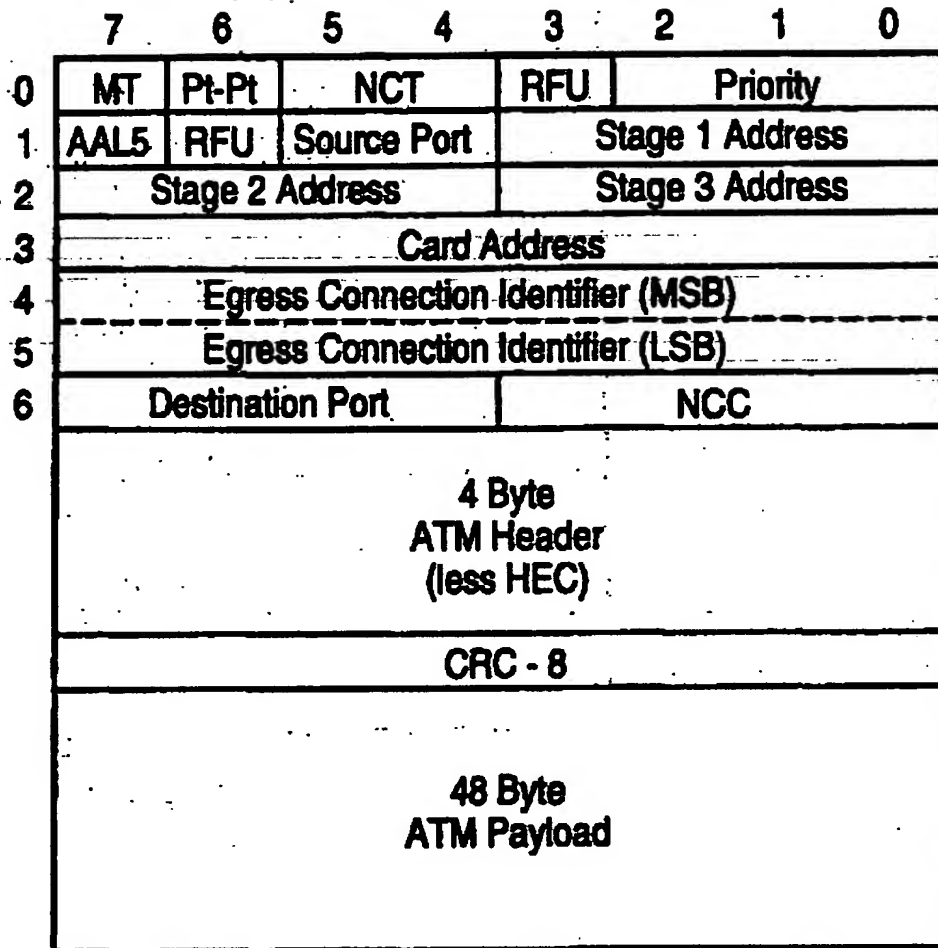 7 6 5 4 3 2 1 0
0 MT Pt-Pt NCT RFU Priority
1 AAL5 RFU Source Port Stage 1 Address
2 Stage 2 Address Stage 3 Address
3 Card Address
4 Egress Connection Identifier (MSB)
5 Egress Connection Identifier (LSB)
6 Destination Port NCC
4 Byte
ATM Header
(less HEC)
CRC - 8
48 Byte
ATM Payload